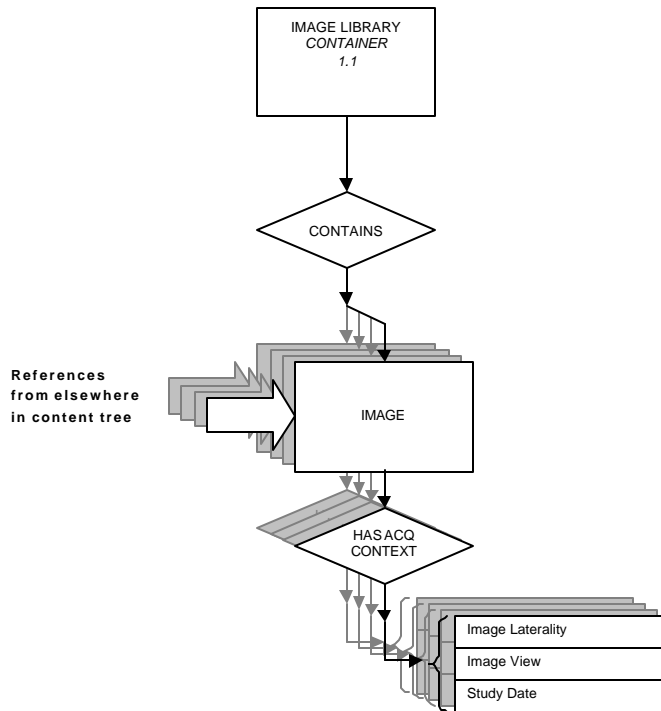 IMAGE LIBRARY
CONTAINER
1.1
CONTAINS
References
from elsewhere
in content tree
IMAGE
HAS ACQ
CONTEXT
Image Laterality
Image View
Study Date